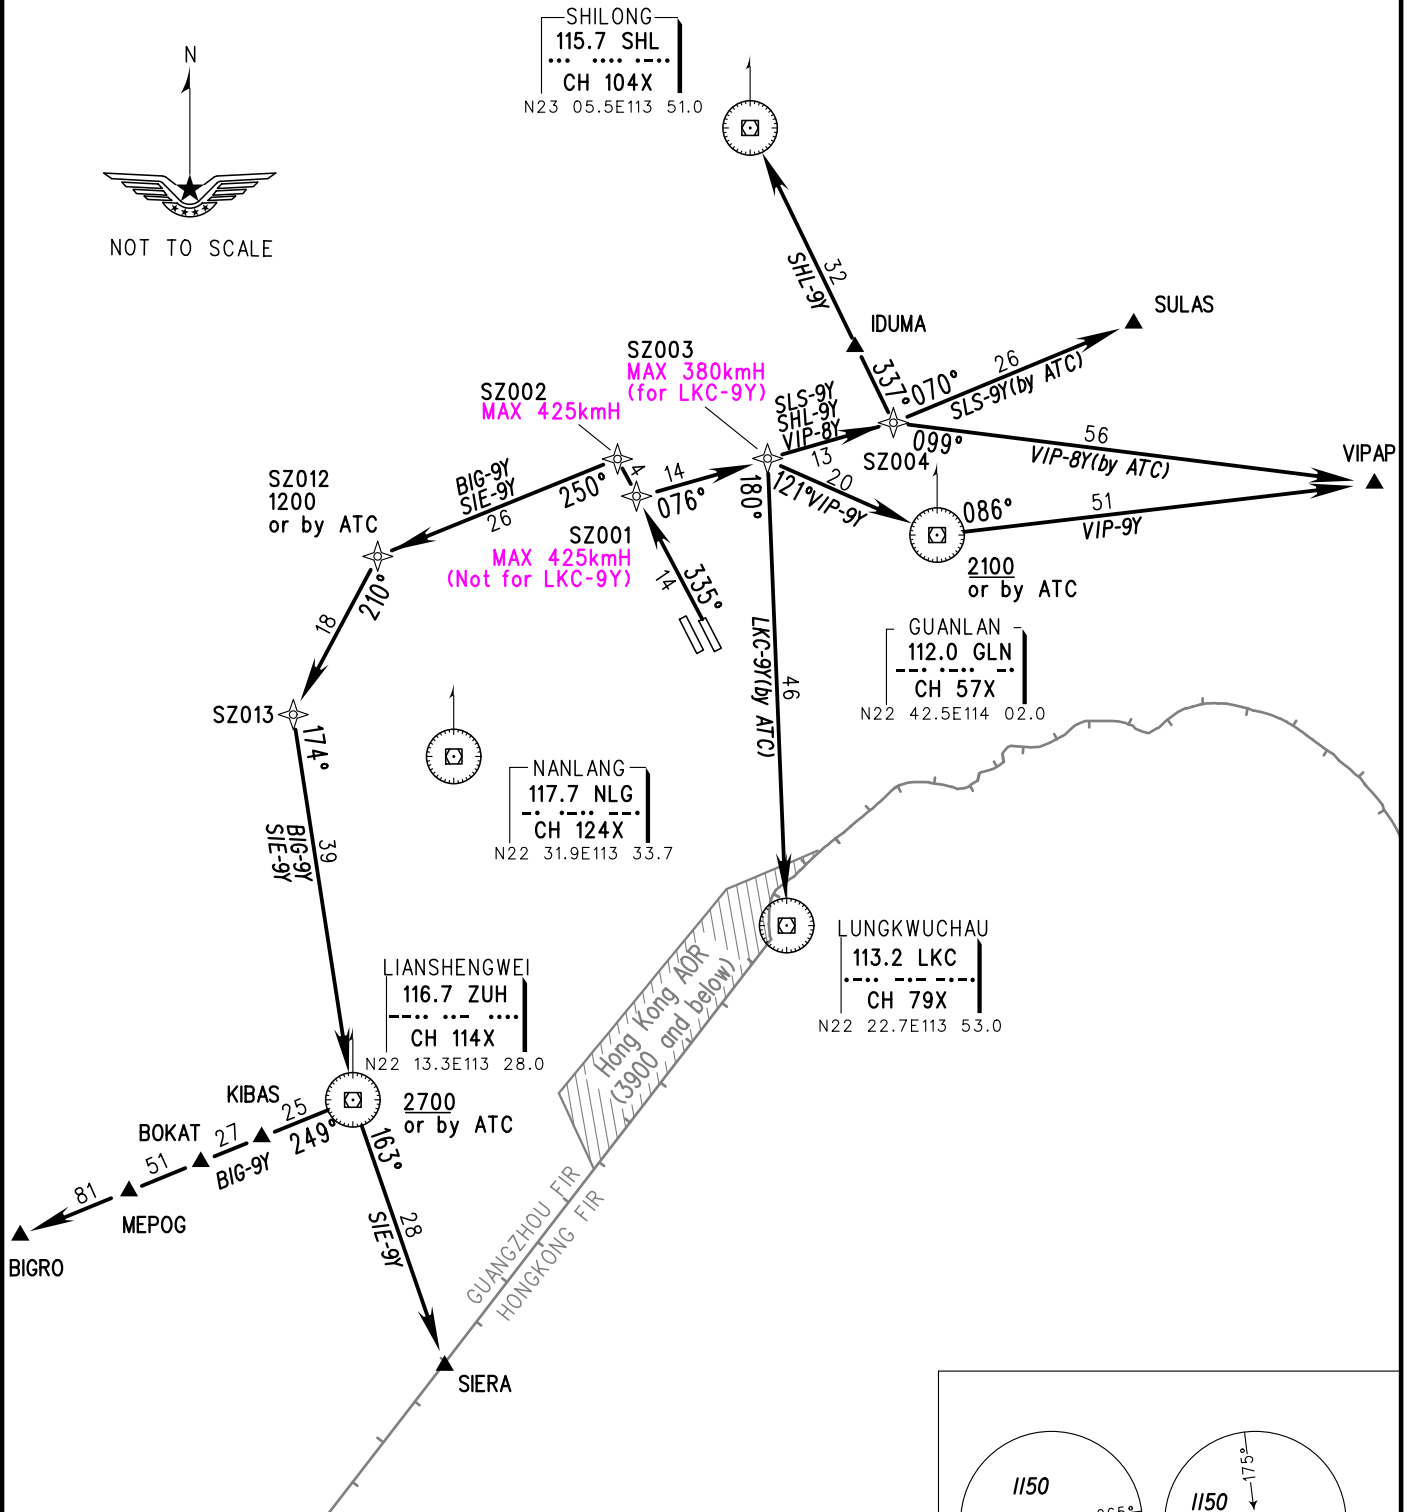 SHILONG
115.7 SHL
CH 104X
N23 05.5E113 51.0
N
NOT TO SCALE
SHL-9Y
32
IDUMA
SULAS
337°
070°
26
SLS-9Y(by ATC)
SZ003
MAX 380kmH
(for LKC-9Y)
SZ002
MAX 425kmH
SLS-9Y
SHL-9Y
VIP-8Y
13
SZ004
099°
56
VIP-8Y(by ATC)
VIPAP
SZ012
1200
or by ATC
BIG-9Y
SIE-9Y
26
250°
4
14
076°
SZ001
MAX 425kmH
(Not for LKC-9Y)
180°
121°
VIP-9Y
20
086°
51
VIP-9Y
2100
or by ATC
14
335°
210°
18
GUANLAN
112.0 GLN
CH 57X
N22 42.5E114 02.0
LKC-9Y(by ATC)
46
SZ013
174°
NANLANG
117.7 NLG
CH 124X
N22 31.9E113 33.7
BIG-9Y
SIE-9Y
39
LUNGKWUCHAU
113.2 LKC
CH 79X
N22 22.7E113 53.0
Hong Kong AOR
(3900 and below)
LIANSHENGWEI
116.7 ZUH
CH 114X
N22 13.3E113 28.0
2700
or by ATC
KIBAS
25
249°
163°
BOKAT
27
BIG-9Y
51
81
MEPOG
BIGRO
28
SIE-9Y
GUANGZHOU FIR
HONGKONG FIR
SIERA
1150
175°
1150